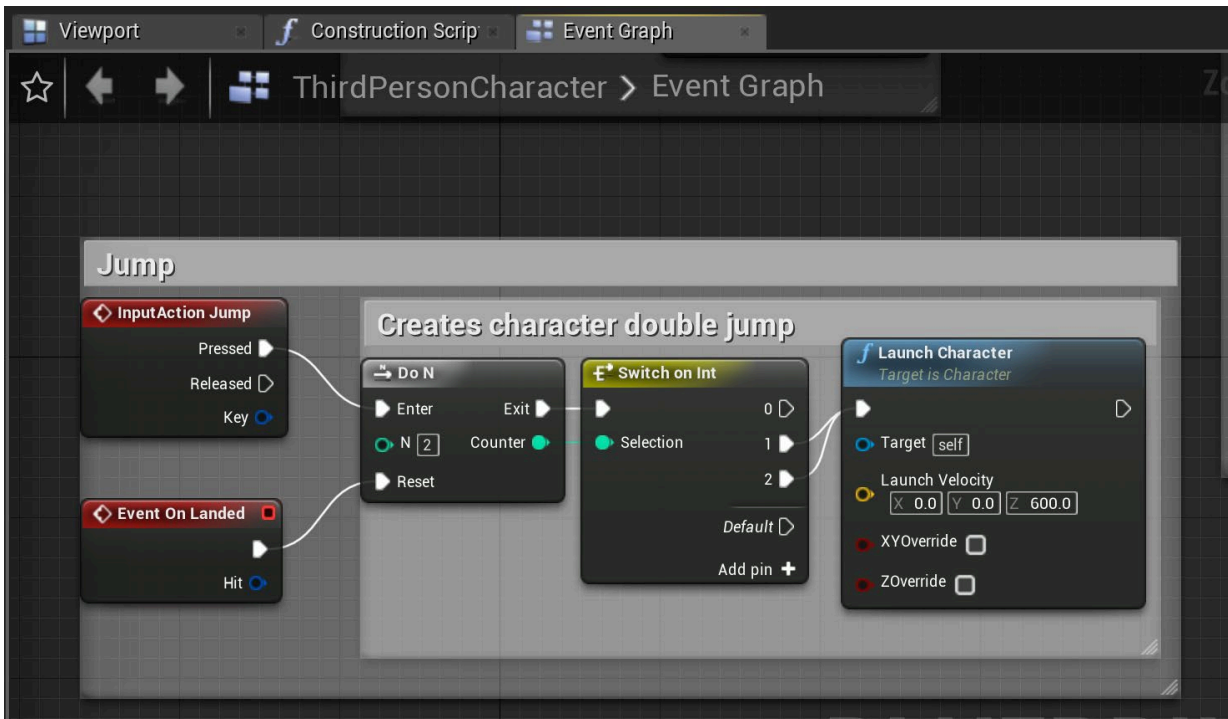 Viewport
Construction Scrip
Event Graph
ThirdPersonCharacter > Event Graph
Jump
InputAction Jump
Pressed
Released
Key
Creates character double jump
Do N
Enter
Exit
N 2
Counter
Reset
Switch on Int
0
Selection
1
2
Default
Add pin
Launch Character
Target is Character
Target self
Launch Velocity
X 0.0 Y 0.0 Z 600.0
XYOverride
ZOverride
Event On Landed
Hit